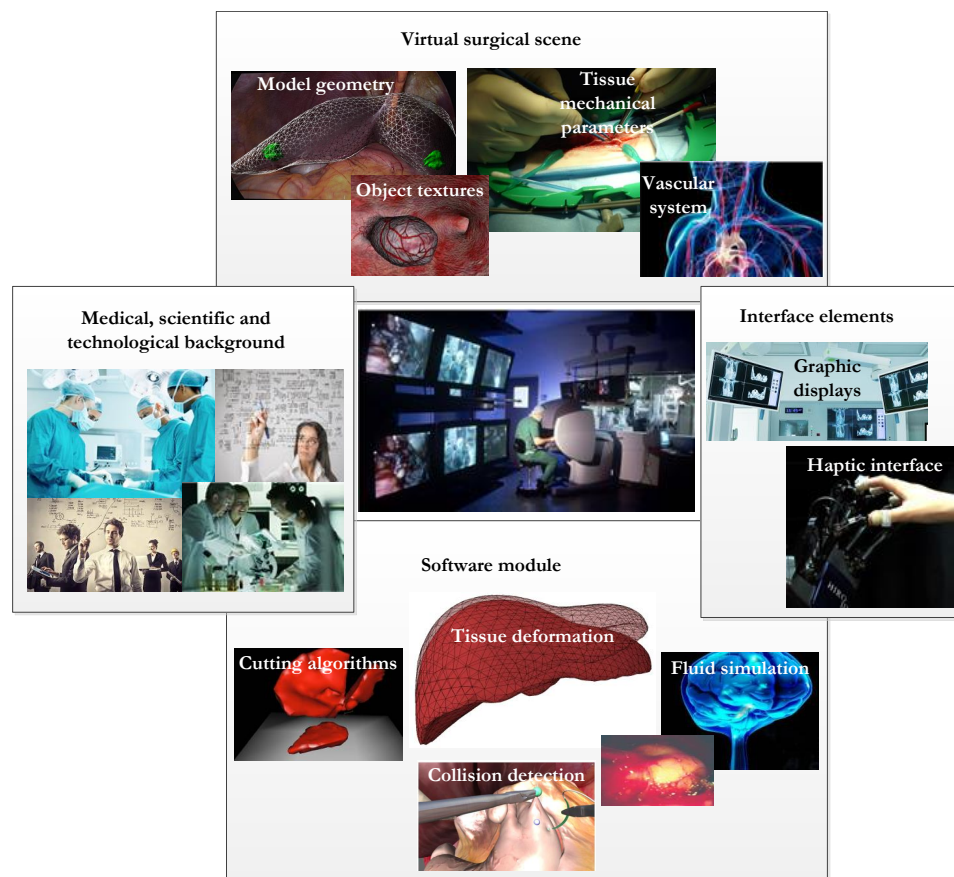 Virtual surgical scene
Model geometry
Tissue
mechanical
parameters
Object textures
Vascular
system
Medical, scientific and
technological background
Interface elements
Graphic
displays
Haptic interface
HIRO
Software module
Tissue deformation
Cutting algorithms
Fluid simulation
Collision detection